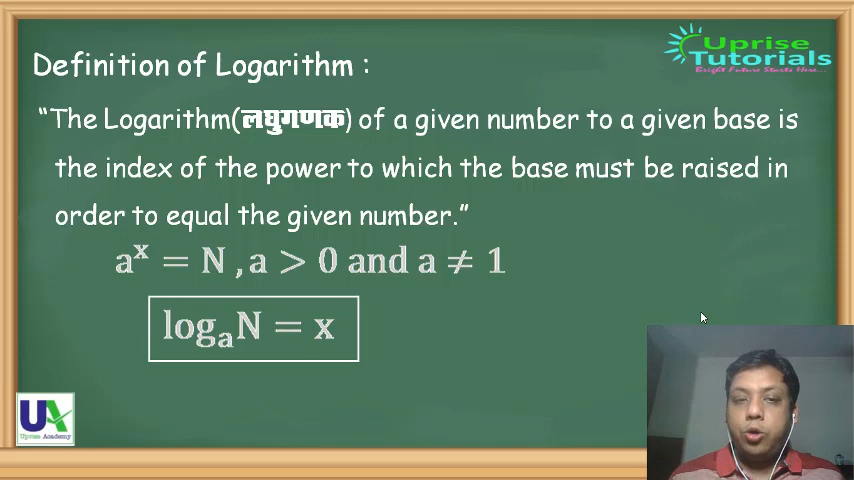 Definition of Logarithm :
Uprise
Tutorials
Bright Future Starts Here...
“The Logarithm(लघुगणक) of a given number to a given base is
the index of the power to which the base must be raised in
order to equal the given number.”
aˣ = N , a > 0 and a ≠ 1
logₐN = x
UA
Uprise Academy